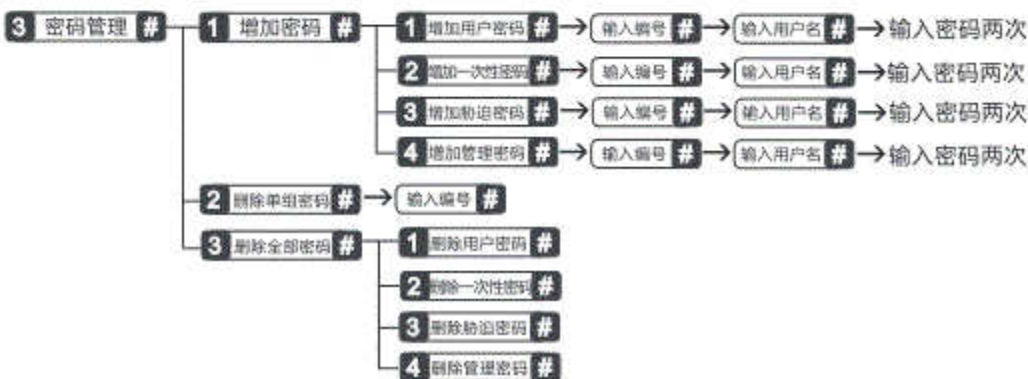 3 密码管理 # 1 增加密码 # 1 增加用户密码 # 输入编号 # 输入用户名 # 输入密码两次
2 增加一次性密码 # 输入编号 # 输入用户名 # 输入密码两次
3 增加胁迫密码 # 输入编号 # 输入用户名 # 输入密码两次
4 增加管理密码 # 输入编号 # 输入用户名 # 输入密码两次
2 删除单组密码 # 输入编号 #
3 删除全部密码 # 1 删除用户密码 #
2 删除一次性密码 #
3 删除胁迫密码 #
4 删除管理密码 #